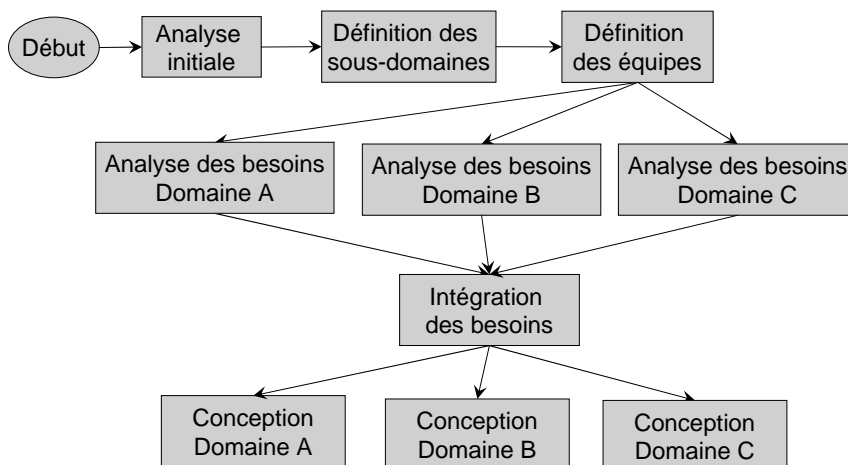 Début
Analyse
initiale
Définition des
sous-domaines
Définition
des équipes
Analyse des besoins
Domaine A
Analyse des besoins
Domaine B
Analyse des besoins
Domaine C
Intégration
des besoins
Conception
Domaine A
Conception
Domaine B
Conception
Domaine C